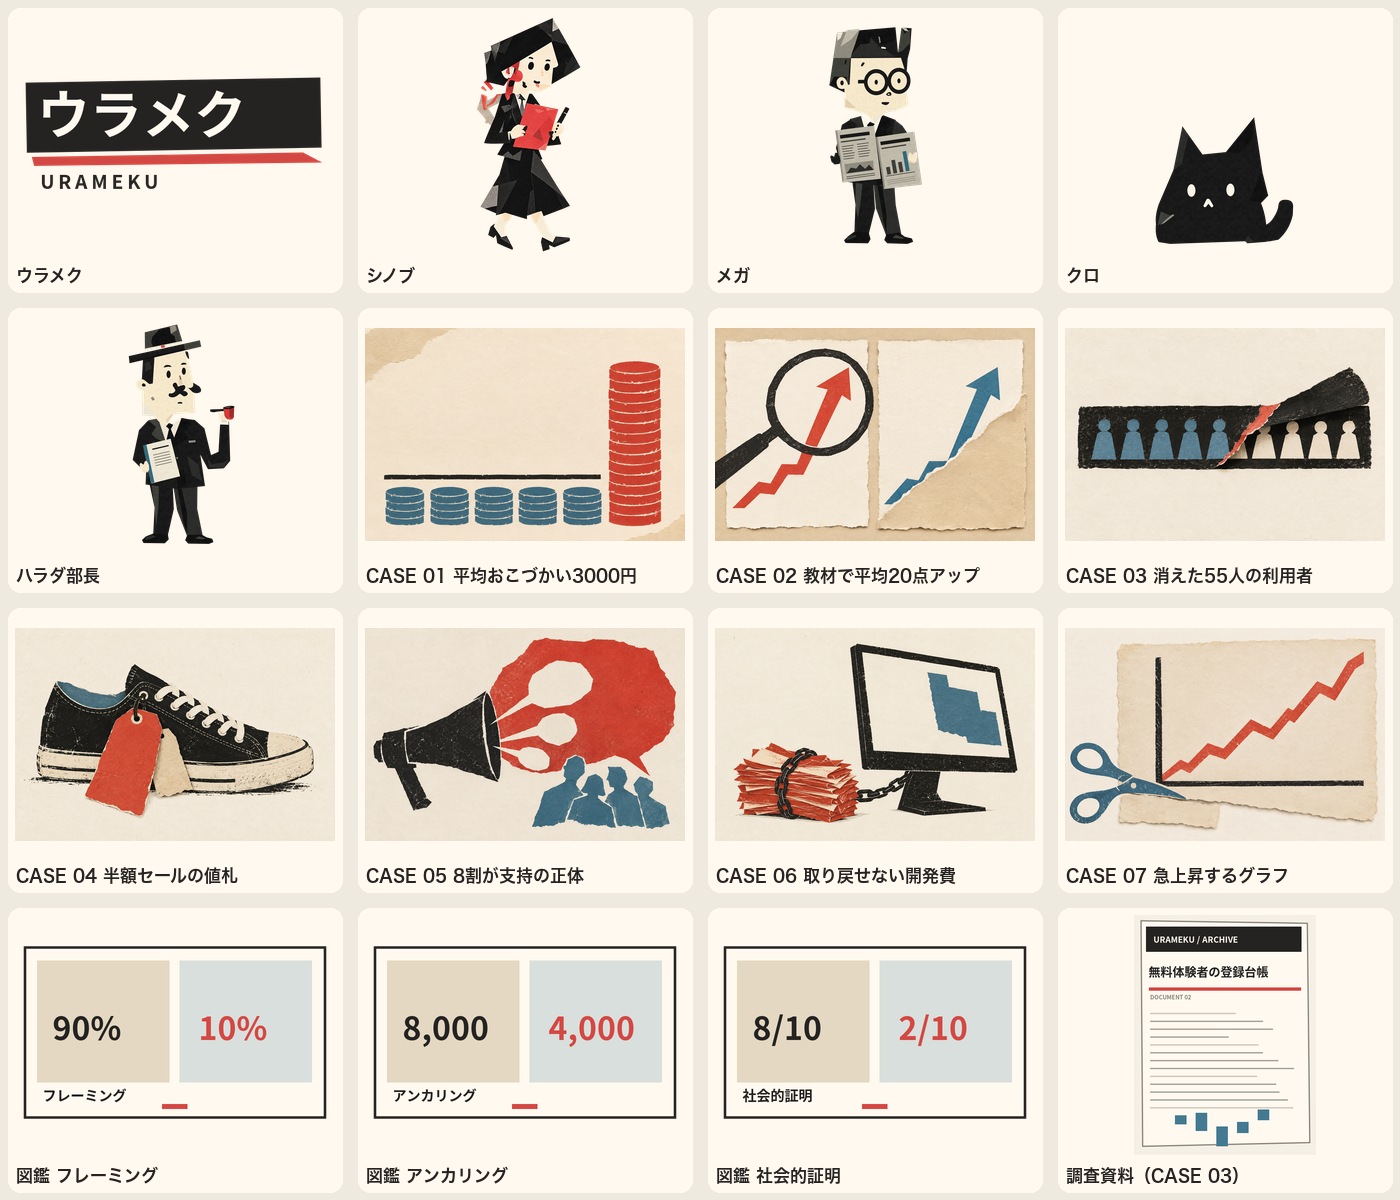 ウラメク
URAMEKU
ウラメク
シノブ
メガ
クロ
ハラダ部長
CASE 01 平均おこづかい3000円
CASE 02 教材で平均20点アップ
CASE 03 消えた55人の利用者
CASE 04 半額セールの値札
CASE 05 8割が支持の正体
CASE 06 取り戻せない開発費
CASE 07 急上昇するグラフ
90%
10%
フレーミング
図鑑 フレーミング
8,000
4,000
アンカリング
図鑑 アンカリング
8/10
2/10
社会的証明
図鑑 社会的証明
URAMEKU / ARCHIVE
無料体験者の登録台帳
DOCUMENT 02
調査資料（CASE 03）